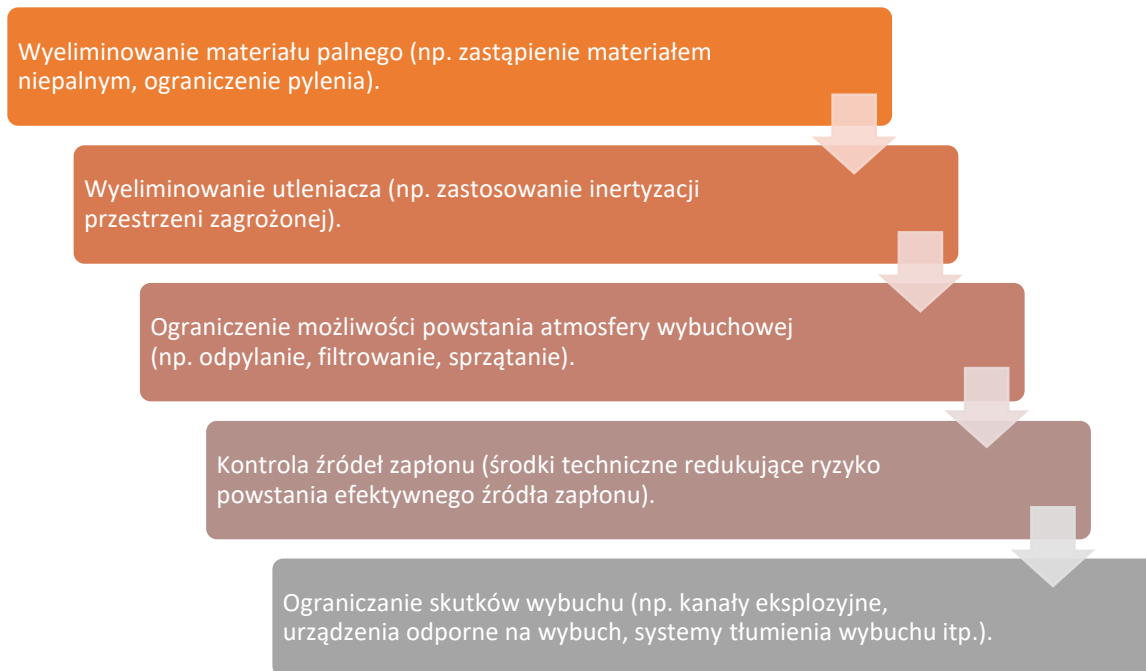 Wyeliminowanie materiału palnego (np. zastąpienie materiałem
niepalnym, ograniczenie pylenia).
Wyeliminowanie utleniacza (np. zastosowanie inertyzacji
przestrzeni zagrożonej).
Ograniczenie możliwości powstania atmosfery wybuchowej
(np. odpylanie, filtrowanie, sprzątanie).
Kontrola źródeł zapłonu (środki techniczne redukujące ryzyko
powstania efektywnego źródła zapłonu).
Ograniczanie skutków wybuchu (np. kanały eksplozyjne,
urządzenia odporne na wybuch, systemy tłumienia wybuchu itp.).